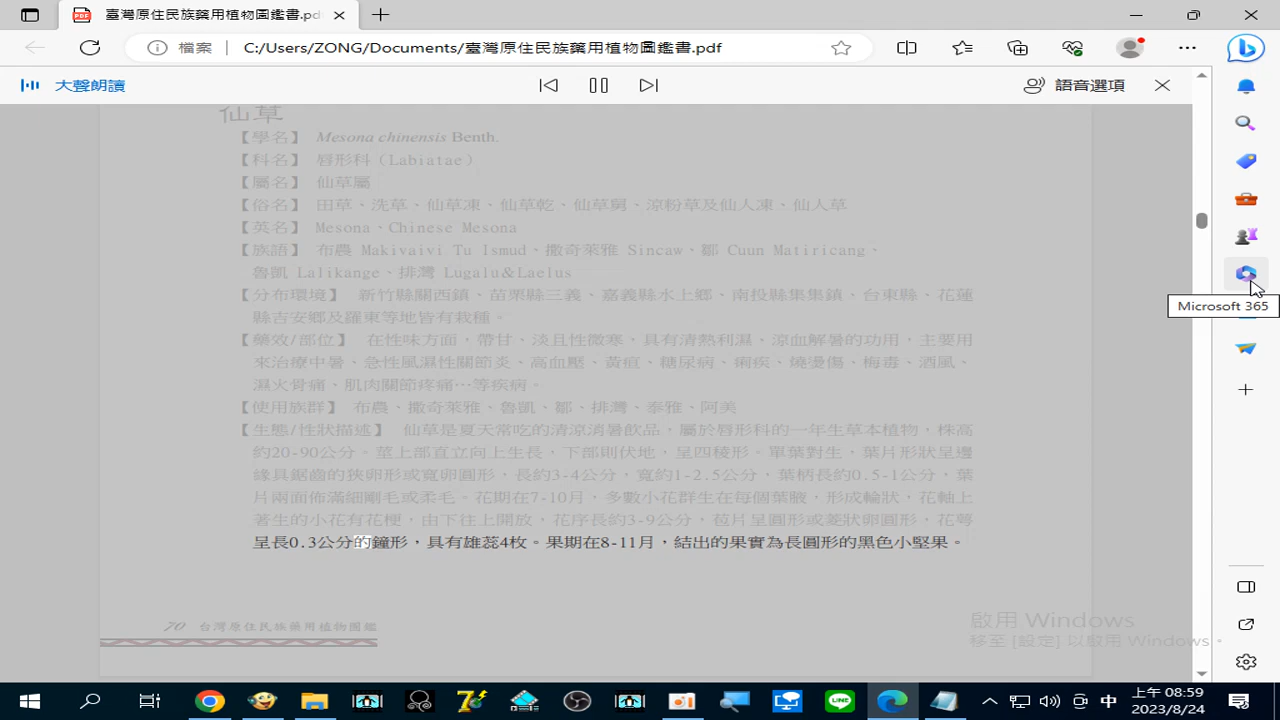 臺灣原住民族藥用植物圖鑑書.pdf
檔案
C:/Users/ZONG/Documents/臺灣原住民族藥用植物圖鑑書.pdf
大聲朗讀
語音選項
仙草
【學名】 Mesona chinensis Benth.
【科名】 唇形科（Labiatae）
【屬名】 仙草屬
【俗名】 田草、洗草、仙草凍、仙草乾、仙草舅、涼粉草及仙人凍、仙人草
【英名】 Mesona、Chinese Mesona
【族語】 布農 Makivaivi Tu Ismud、撒奇萊雅 Sincaw、鄒 Cuun Matiricang、
魯凱 Lalikange、排灣 Lugalu＆Laelus
【分布環境】 新竹縣關西鎮、苗栗縣三義、嘉義縣水上鄉、南投縣集集鎮、台東縣、花蓮
縣吉安鄉及羅東等地皆有栽種。
【藥效/部位】 在性味方面，帶甘、淡且性微寒，具有清熱利濕，涼血解暑的功用，主要用
來治療中暑、急性風濕性關節炎、高血壓、黃疸、糖尿病、痢疾、燒燙傷、梅毒、酒風、
濕火骨痛、肌肉關節疼痛…等疾病。
【使用族群】 布農、撒奇萊雅、魯凱、鄒、排灣、泰雅、阿美
【生態/性狀描述】 仙草是夏天常吃的清涼消暑飲品，屬於唇形科的一年生草本植物，株高
約20-90公分。莖上部直立向上生長，下部則伏地，呈四稜形。單葉對生，葉片形狀呈邊
緣具鋸齒的狹卵形或寬卵圓形，長約3-4公分，寬約1-2.5公分，葉柄長約0.5-1公分，葉
片兩面佈滿細剛毛或柔毛。花期在7-10月，多數小花群生在每個葉腋，形成輪狀，花軸上
著生的小花有花梗，由下往上開放，花序長約3-9公分，苞片呈圓形或菱狀卵圓形，花萼
呈長0.3公分的鐘形，具有雄蕊4枚。果期在8-11月，結出的果實為長圓形的黑色小堅果。
70 台灣原住民族藥用植物圖鑑
Microsoft 365
啟用 Windows
移至 [設定] 以啟用 Windows。
中
上午 08:59
2023/8/24